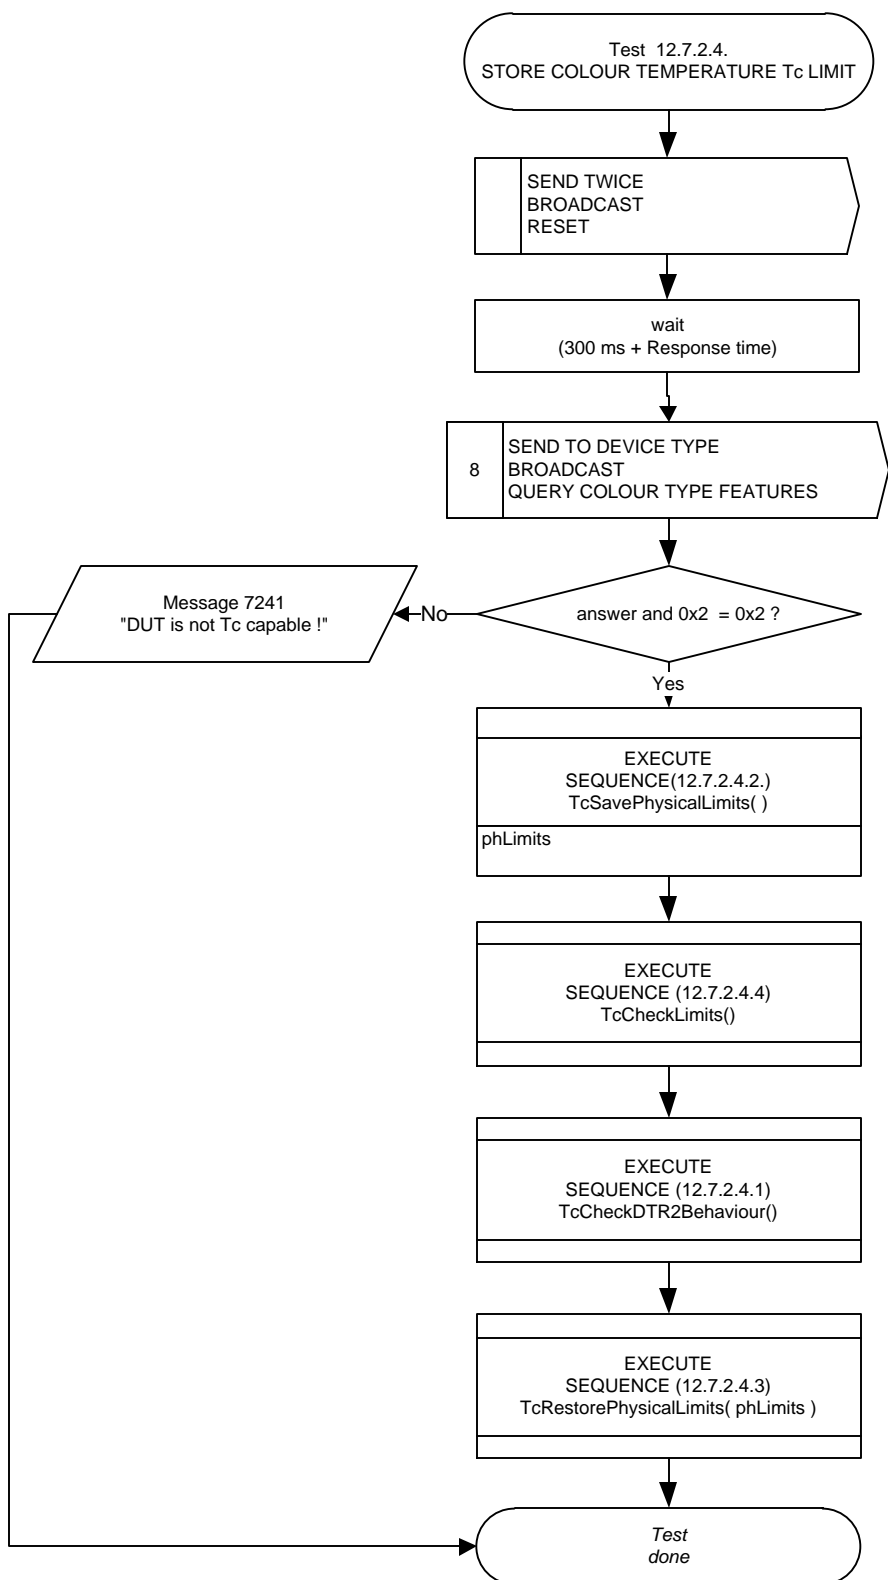 Test 12.7.2.4.
STORE COLOUR TEMPERATURE Tc LIMIT
SEND TWICE
BROADCAST
RESET
wait
(300 ms + Response time)
8
SEND TO DEVICE TYPE
BROADCAST
QUERY COLOUR TYPE FEATURES
Message 7241
"DUT is not Tc capable !"
No
answer and 0x2 = 0x2 ?
Yes
EXECUTE
SEQUENCE(12.7.2.4.2.)
TcSavePhysicalLimits( )
phLimits
EXECUTE
SEQUENCE (12.7.2.4.4)
TcCheckLimits()
EXECUTE
SEQUENCE (12.7.2.4.1)
TcCheckDTR2Behaviour()
EXECUTE
SEQUENCE (12.7.2.4.3)
TcRestorePhysicalLimits( phLimits )
Test
done